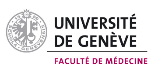 UNIVERSITÉ
DE GENÈVE
FACULTÉ DE MÉDECINE